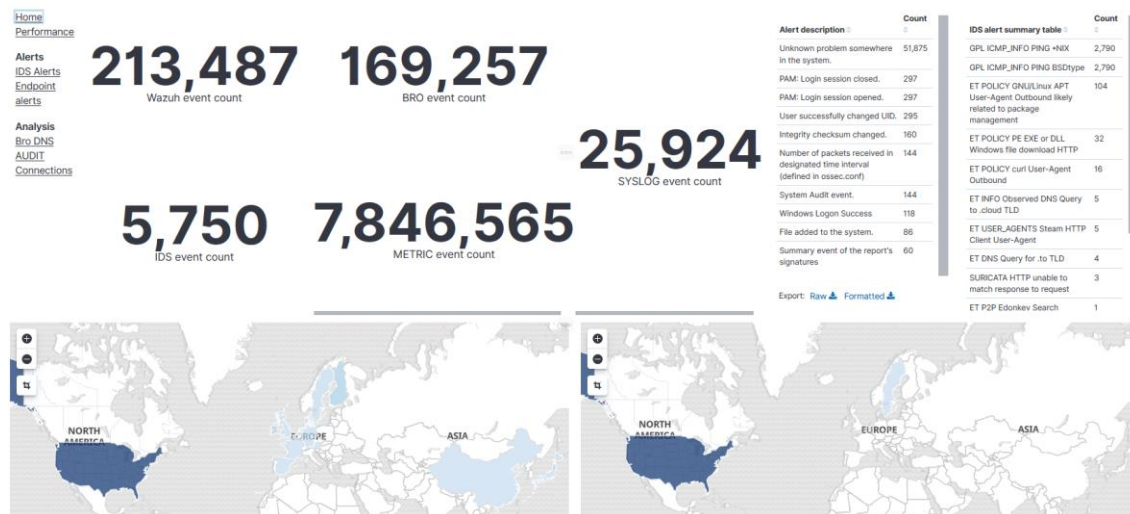 Home
Performance
Alerts
IDS Alerts
Endpoint
alerts
Analysis
Bro DNS
AUDIT
Connections
213,487
Wazuh event count
169,257
BRO event count
25,924
SYSLOG event count
5,750
IDS event count
7,846,565
METRIC event count
Alert description Count
Unknown problem somewhere 51,875
in the system.
PAM: Login session closed. 297
PAM: Login session opened. 297
User successfully changed UID. 295
Integrity checksum changed. 160
Number of packets received in 144
designated time interval
(defined in ossec.conf)
System Audit event. 144
Windows Logon Success 118
File added to the system. 86
Summary event of the report's 60
signatures
Export: Raw Formatted
IDS alert summary table Count
GPL ICMP_INFO PING *NIX 2,790
GPL ICMP_INFO PING BSDtype 2,790
ET POLICY GNU/Linux APT 104
User-Agent Outbound likely
related to package
management
ET POLICY PE EXE or DLL 32
Windows file download HTTP
ET POLICY curl User-Agent 16
Outbound
ET INFO Observed DNS Query 5
to .cloud TLD
ET USER_AGENTS Steam HTTP 5
Client User-Agent
ET DNS Query for .to TLD 4
SURICATA HTTP unable to 3
match response to request
ET P2P Edonkey Search 1
NORTH
AMERICA
EUROPE
ASIA
NORTH
AMERICA
EUROPE
ASIA